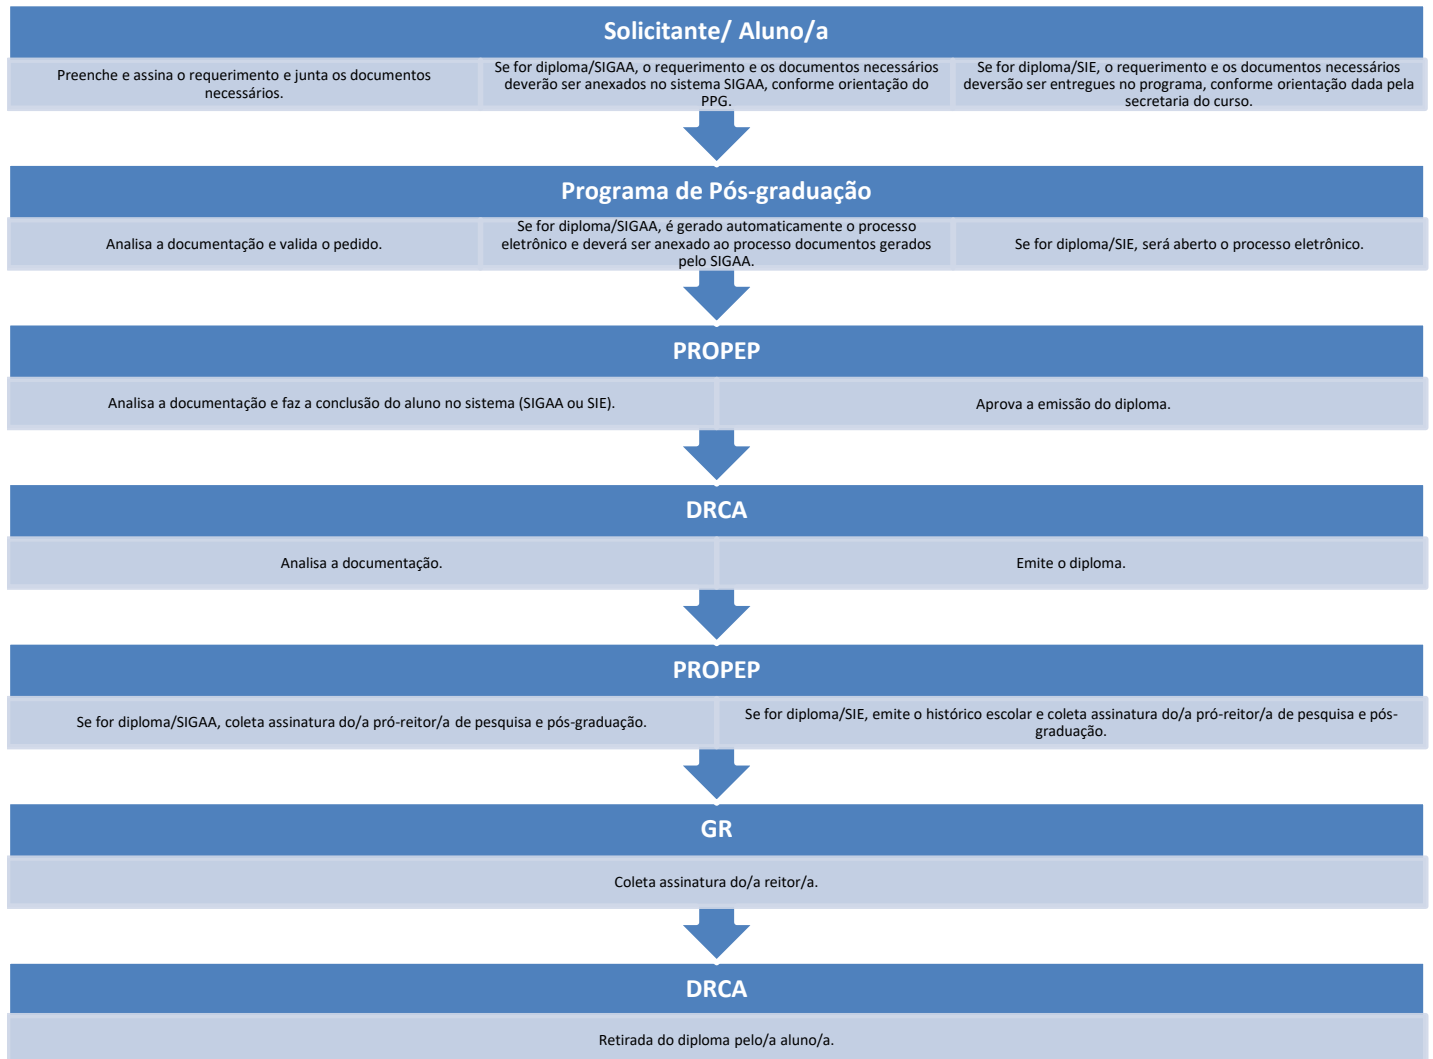 Solicitante/ Aluno/a
Preenche e assina o requerimento e junta os documentos
necessários.
Se for diploma/SIGAA, o requerimento e os documentos necessários
deverão ser anexados no sistema SIGAA, conforme orientação do
PPG.
Se for diploma/SIE, o requerimento e os documentos necessários
deversão ser entregues no programa, conforme orientação dada pela
secretaria do curso.
Programa de Pós-graduação
Analisa a documentação e valida o pedido.
Se for diploma/SIGAA, é gerado automaticamente o processo
eletrônico e deverá ser anexado ao processo documentos gerados
pelo SIGAA.
Se for diploma/SIE, será aberto o processo eletrônico.
PROPEP
Analisa a documentação e faz a conclusão do aluno no sistema (SIGAA ou SIE).
Aprova a emissão do diploma.
DRCA
Analisa a documentação.
Emite o diploma.
PROPEP
Se for diploma/SIGAA, coleta assinatura do/a pró-reitor/a de pesquisa e pós-graduação.
Se for diploma/SIE, emite o histórico escolar e coleta assinatura do/a pró-reitor/a de pesquisa e pós-
graduação.
GR
Coleta assinatura do/a reitor/a.
DRCA
Retirada do diploma pelo/a aluno/a.